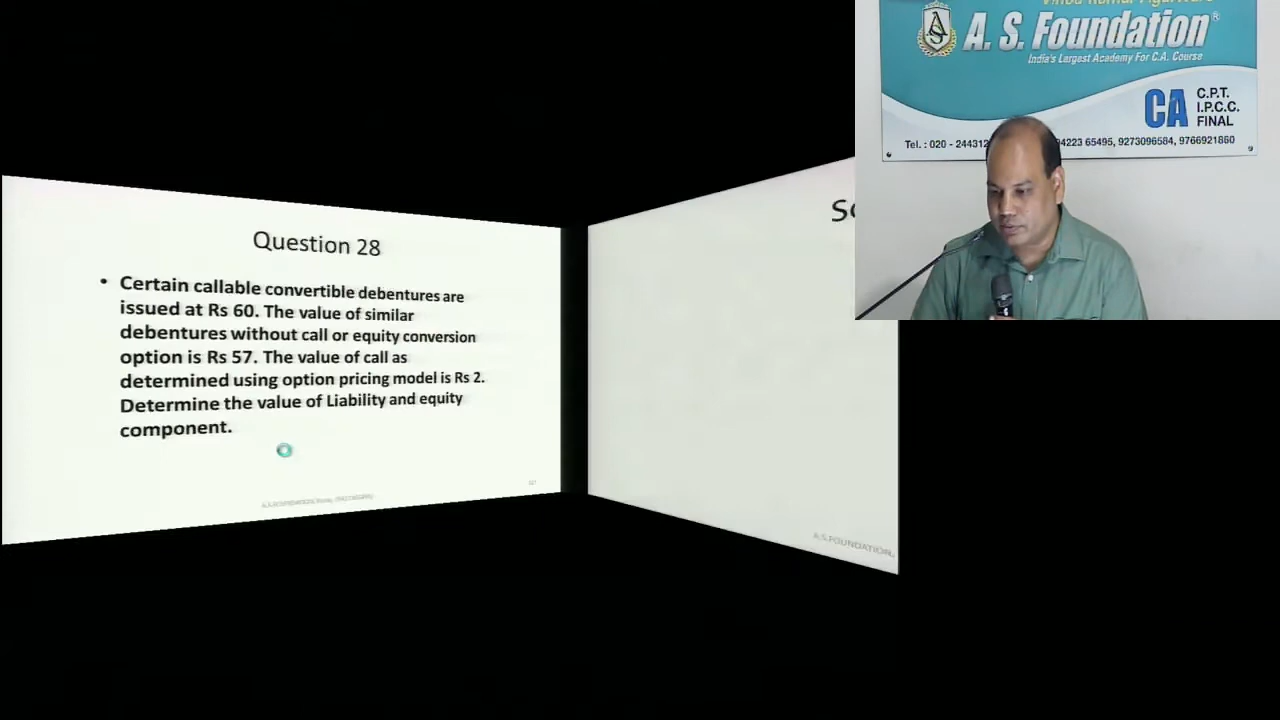 A. S. Foundation®
India's Largest Academy For C.A. Course
CA
C.P.T.
I.P.C.C.
FINAL
Tel. : 020 - 24431 94223 65495, 9273096584, 9766921860
Question 28
• Certain callable convertible debentures are
issued at Rs 60. The value of similar
debentures without call or equity conversion
option is Rs 57. The value of call as
determined using option pricing model is Rs 2.
Determine the value of Liability and equity
component.
A.S.FOUNDATION,